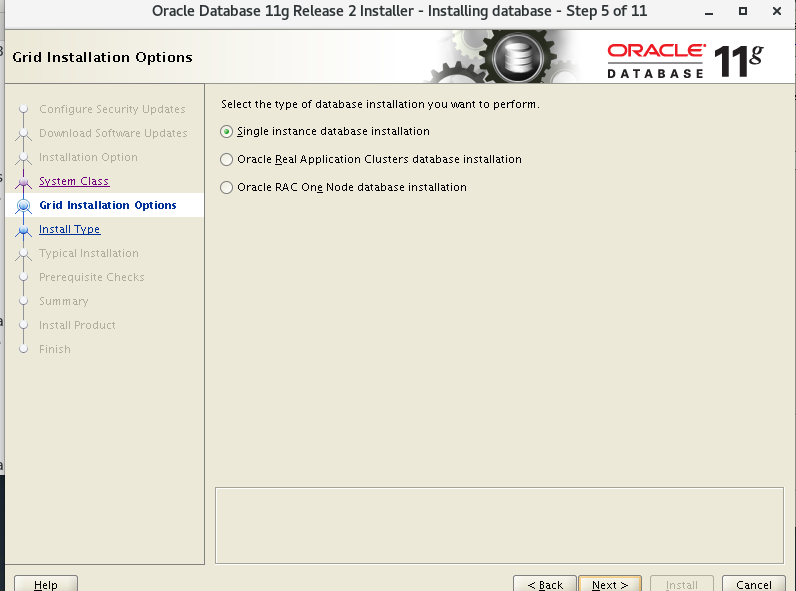 Oracle Database 11g Release 2 Installer - Installing database - Step 5 of 11
Grid Installation Options
ORACLE
DATABASE
11g
Configure Security Updates
Download Software Updates
Installation Option
System Class
Grid Installation Options
Install Type
Typical Installation
Prerequisite Checks
Summary
Install Product
Finish
Select the type of database installation you want to perform.
Single instance database installation
Oracle Real Application Clusters database installation
Oracle RAC One Node database installation
Help
< Back
Next >
Install
Cancel